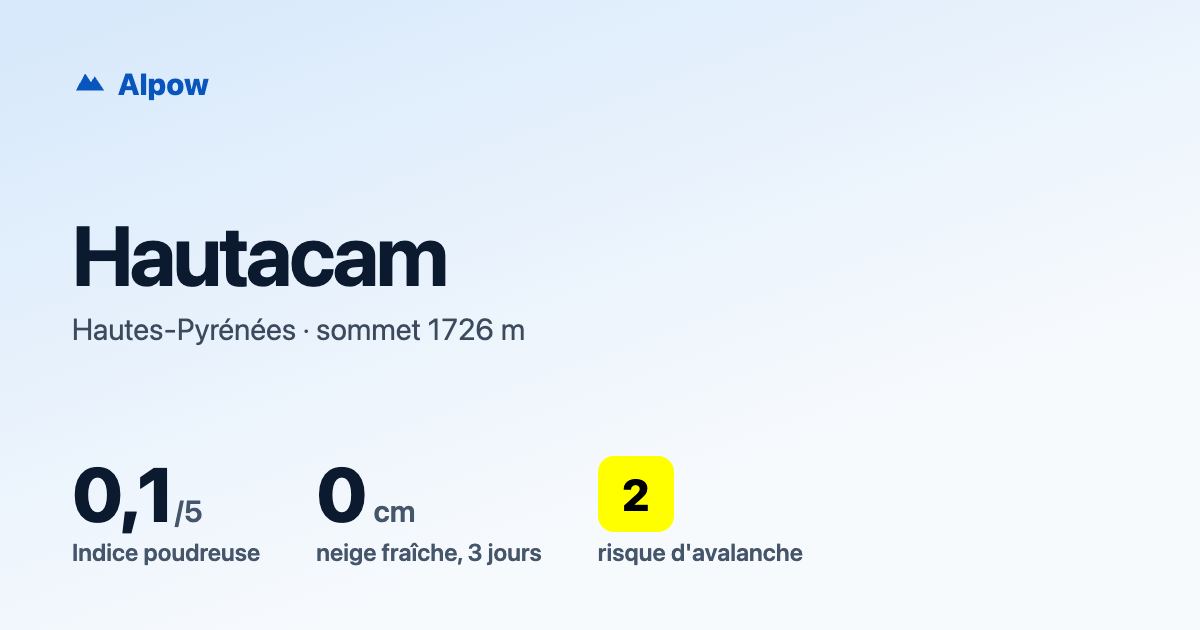 Alpow
Hautacam
Hautes-Pyrénées · sommet 1726 m
0,1/5
Indice poudreuse
0 cm
neige fraîche, 3 jours
2
risque d'avalanche